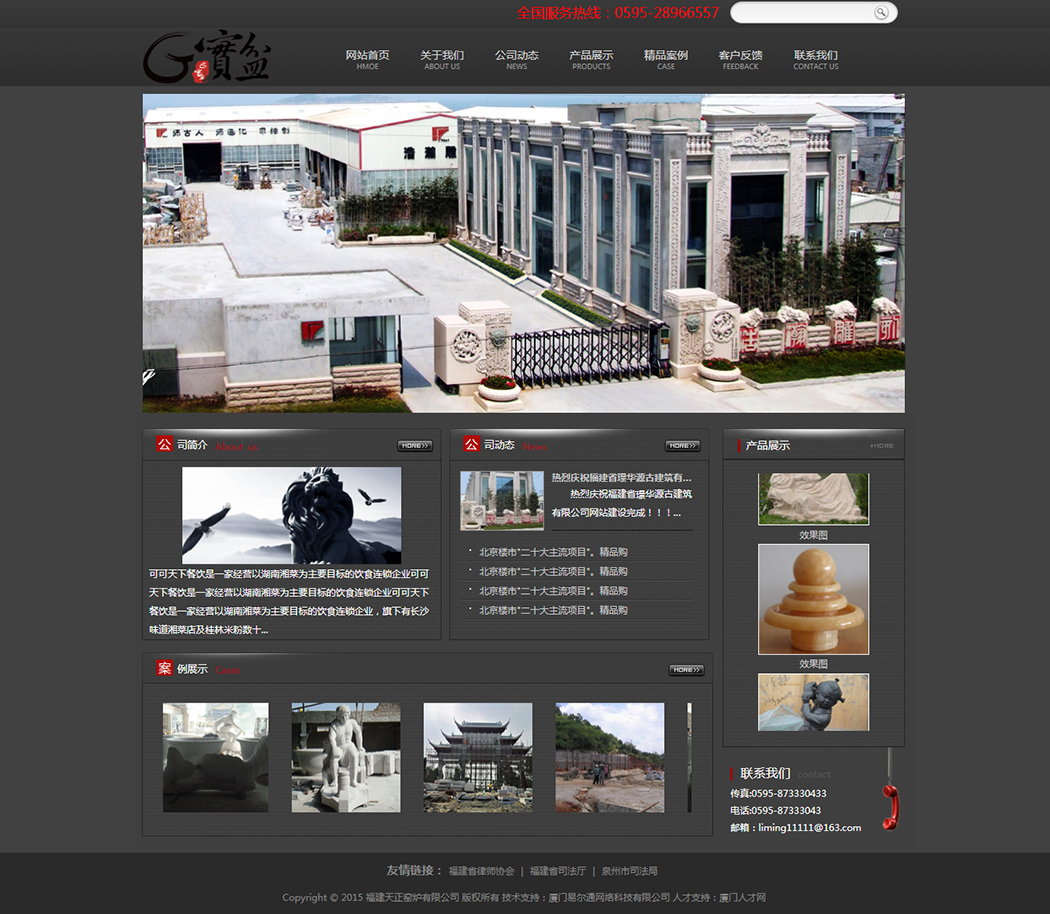 全国服务热线：0595-28966557
寶盆
网站首页 关于我们 公司动态 产品展示 精品案例 客户反馈 联系我们
HMOE ABOUT US NEWS PRODUCTS CASE FEEDBACK CONTACT US
师古人 师造化
浩瀚雕
公司简介 About us MORE>>
可可天下餐饮是一家经营以湖南湘菜为主要目标的饮食连锁企业可可
天下餐饮是一家经营以湖南湘菜为主要目标的饮食连锁企业可可天下
餐饮是一家经营以湖南湘菜为主要目标的饮食连锁企业，旗下有长沙
味道湘菜店及桂林米粉数十...
公司动态 News MORE>>
热烈庆祝福建省璟华源古建筑有...
热烈庆祝福建省璟华源古建筑
有限公司网站建设完成！！！...
· 北京楼市"二十大主流项目"。精品购
· 北京楼市"二十大主流项目"。精品购
· 北京楼市"二十大主流项目"。精品购
· 北京楼市"二十大主流项目"。精品购
产品展示 +MORE
效果图
效果图
案例展示 Cases MORE>>
联系我们 contact
传真:0595-873330433
电话:0595-87333043
邮箱：liming11111@163.com
友情链接： 福建省律师协会 | 福建省司法厅 | 泉州市司法局
Copyright © 2015 福建天正窑炉有限公司 版权所有 技术支持：厦门易尔通网络科技有限公司 人才支持：厦门人才网